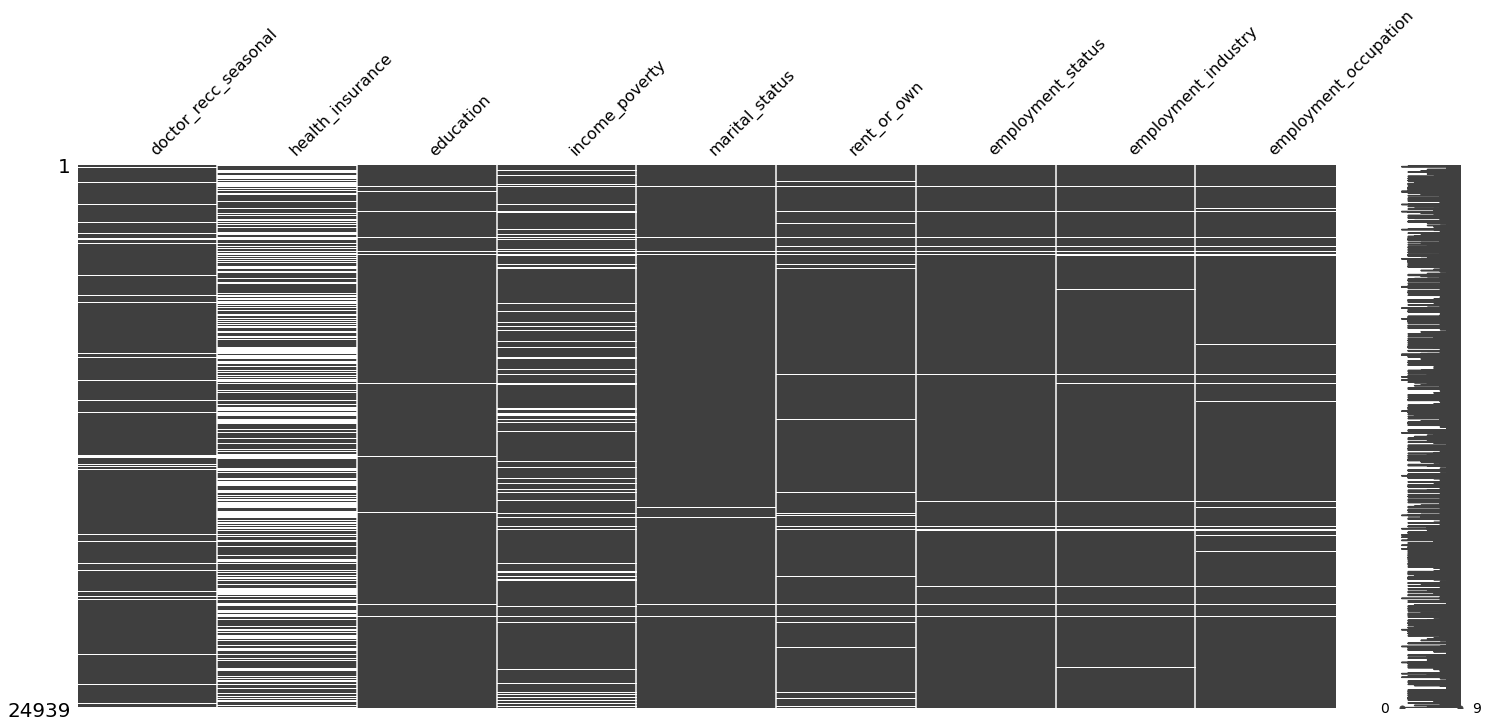 doctor_recc_seasonal
health_insurance
education
income_poverty
marital_status
rent_or_own
employment_status
employment_industry
employment_occupation
1
24939
0
9